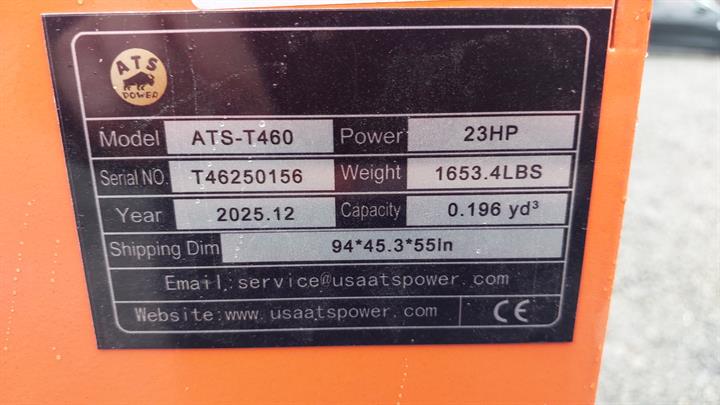 ATS
POWER
Model ATS-T460 Power 23HP
Serial NO. T46250156 Weight 1653.4LBS
Year 2025.12 Capacity 0.196 yd³
Shipping Dim 94*45.3*55In
Email:service@usaatspower.com
Website:www.usaatspower.com CE